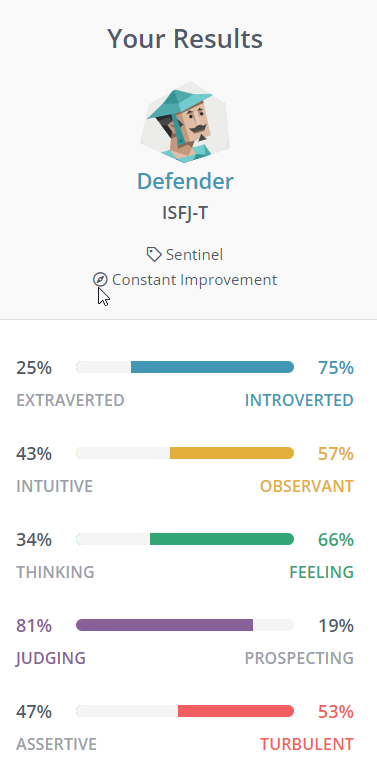 Your Results
Defender
ISFJ-T
Sentinel
Constant Improvement
25% 75%
EXTRAVERTED INTROVERTED
43% 57%
INTUITIVE OBSERVANT
34% 66%
THINKING FEELING
81% 19%
JUDGING PROSPECTING
47% 53%
ASSERTIVE TURBULENT